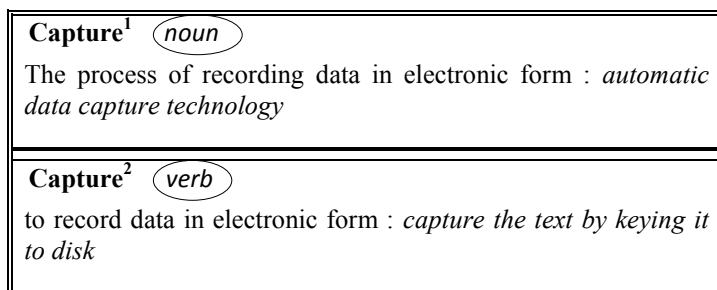 Capture¹ noun
The process of recording data in electronic form : automatic
data capture technology
Capture² verb
to record data in electronic form : capture the text by keying it
to disk